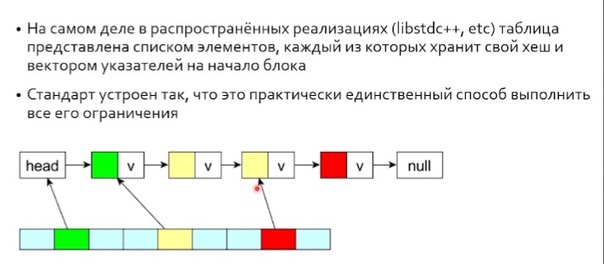 • На самом деле в распространённых реализациях (libstdc++, etc) таблица
представлена списком элементов, каждый из которых хранит свой хеш и
вектором указателей на начало блока
• Стандарт устроен так, что это практически единственный способ выполнить
все его ограничения
head v v v v null